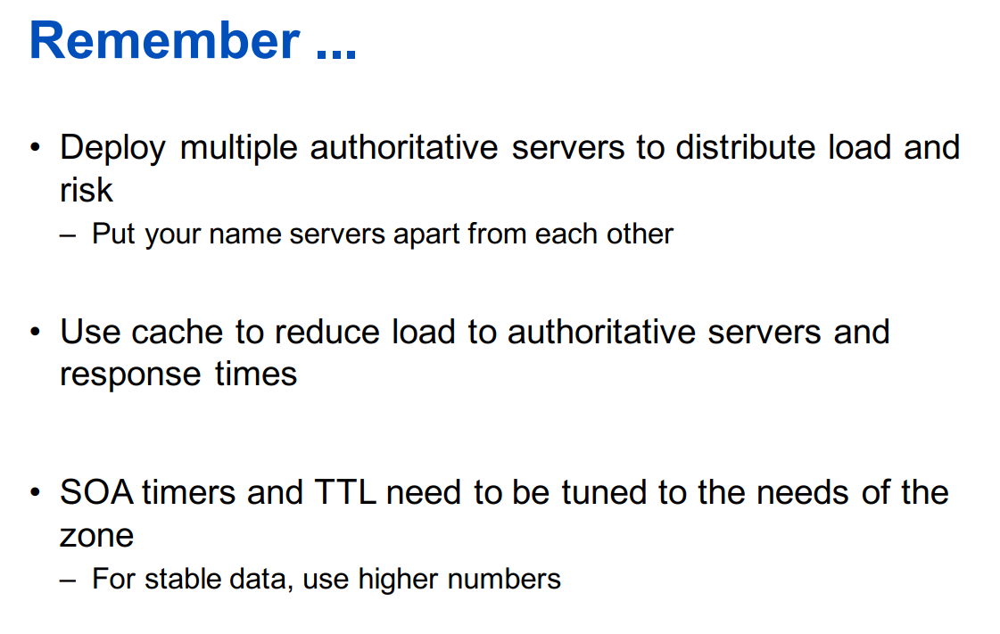 Remember ...
• Deploy multiple authoritative servers to distribute load and
risk
– Put your name servers apart from each other
• Use cache to reduce load to authoritative servers and
response times
• SOA timers and TTL need to be tuned to the needs of the
zone
– For stable data, use higher numbers